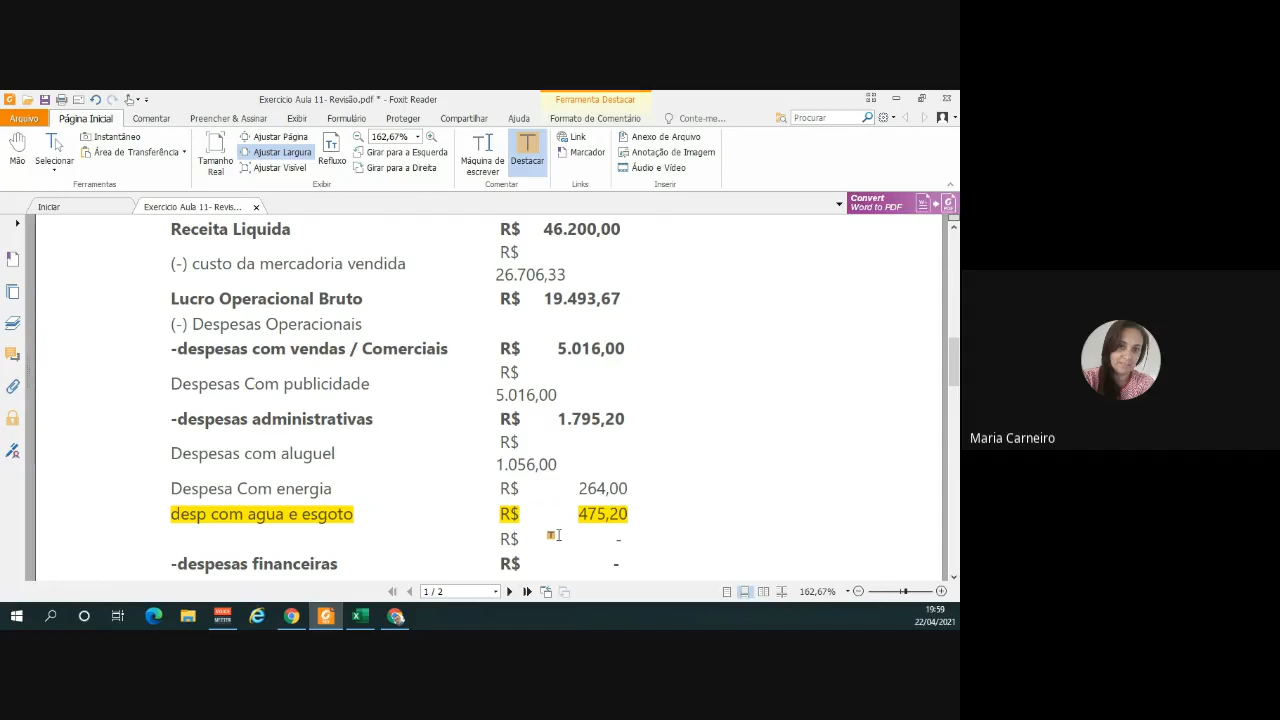 Exercicio Aula 11- Revisão.pdf * - Foxit Reader
Ferramenta Destacar
Arquivo Página Inicial Comentar Preencher & Assinar Exibir Formulário Proteger Compartilhar Ajuda Formato de Comentário Conte-me... Procurar
Mão
Selecionar
Instantâneo
Área de Transferência
Ferramentas
Tamanho Real
Ajustar Página
Ajustar Largura
Ajustar Visível
Refluxo
162,67%
Girar para a Esquerda
Girar para a Direita
Exibir
Máquina de escrever
Destacar
Comentar
Link
Marcador
Links
Anexo de Arquivo
Anotação de Imagem
Áudio e Vídeo
Inserir
Iniciar
Exercicio Aula 11- Revis...
Convert
Word to PDF
Receita Liquida R$ 46.200,00
(-) custo da mercadoria vendida R$ 26.706,33
Lucro Operacional Bruto R$ 19.493,67
(-) Despesas Operacionais
-despesas com vendas / Comerciais R$ 5.016,00
Despesas Com publicidade R$ 5.016,00
-despesas administrativas R$ 1.795,20
Despesas com aluguel R$ 1.056,00
Despesa Com energia R$ 264,00
desp com agua e esgoto R$ 475,20
R$ -
-despesas financeiras R$ -
1 / 2
162,67%
19:59
22/04/2021
Maria Carneiro